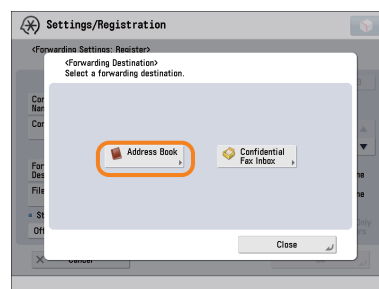 Settings/Registration
<Forwarding Settings: Register>
<Forwarding Destination>
Select a forwarding destination.
Address Book
Confidential
Fax Inbox
Close
Cancel